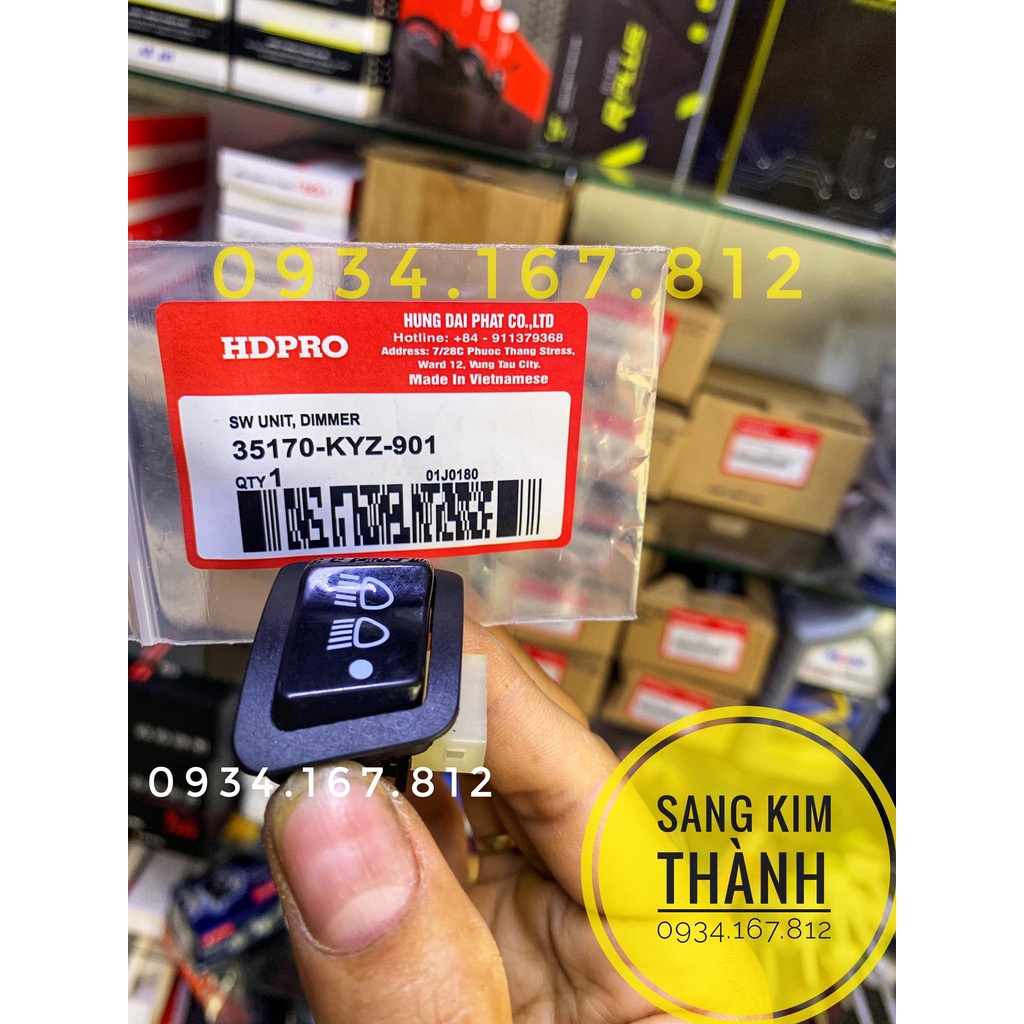 RPLUS
0934.167.812
HDPRO
HUNG DAI PHAT CO.,LTD
Hotline: +84 - 911379368
Address: 7/28C Phuoc Thang Stress,
Ward 12, Vung Tau City.
Made In Vietnamese
SW UNIT, DIMMER
35170-KYZ-901
QTY 1
01J0180
0934.167.812
SANG KIM
THÀNH
0934.167.812